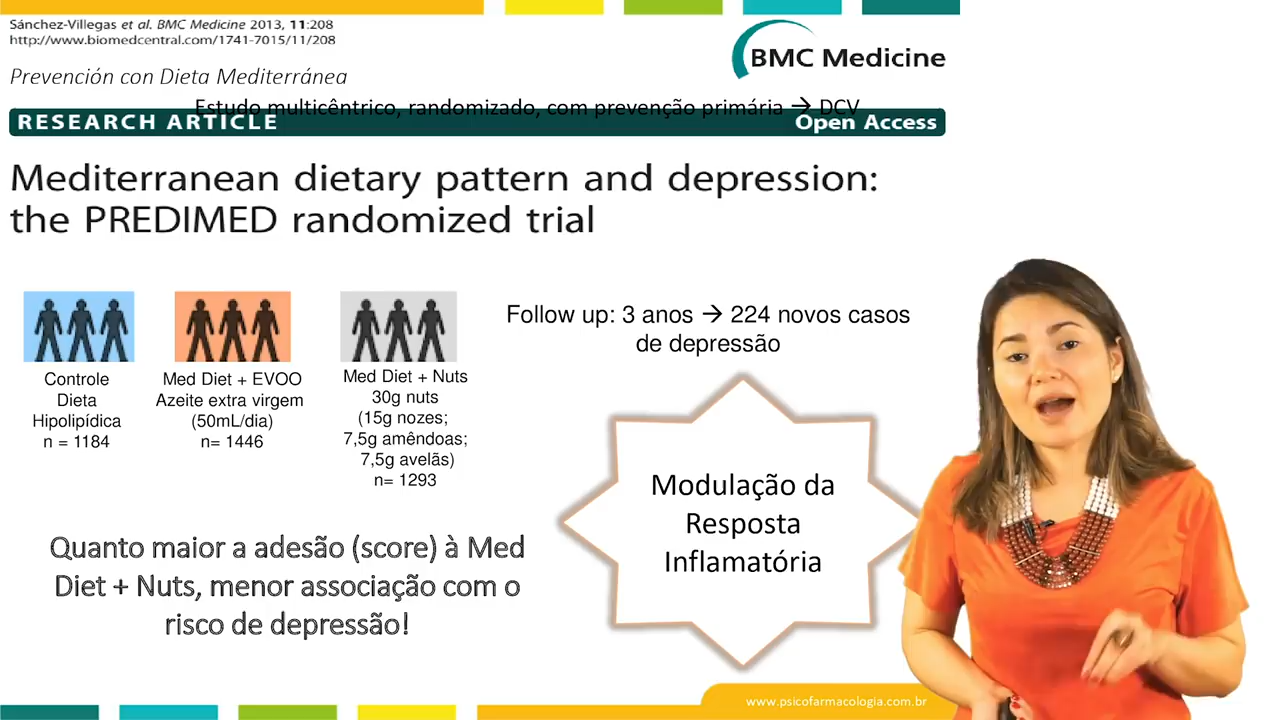 Sánchez-Villegas et al. BMC Medicine 2013, 11:208
http://www.biomedcentral.com/1741-7015/11/208
BMC Medicine
Prevención con Dieta Mediterránea
Estudo multicêntrico, randomizado, com prevenção primária → DCV
RESEARCH ARTICLE
Open Access
Mediterranean dietary pattern and depression:
the PREDIMED randomized trial
Controle
Dieta
Hipolipídica
n = 1184
Med Diet + EVOO
Azeite extra virgem
(50mL/dia)
n= 1446
Med Diet + Nuts
30g nuts
(15g nozes;
7,5g amêndoas;
7,5g avelãs)
n= 1293
Follow up: 3 anos → 224 novos casos
de depressão
Modulação da
Resposta
Inflamatória
Quanto maior a adesão (score) à Med
Diet + Nuts, menor associação com o
risco de depressão!
www.psicofarmacologia.com.br